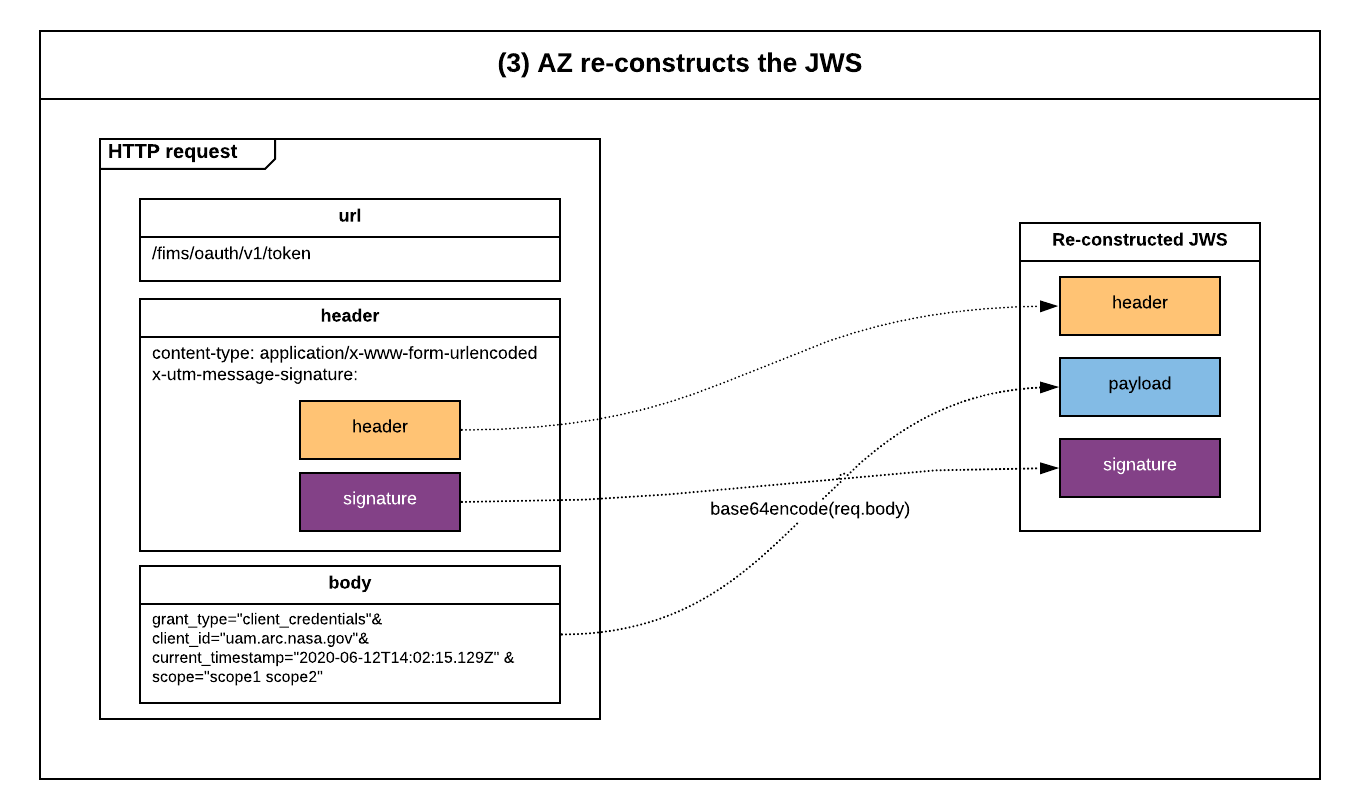 (3) AZ re-constructs the JWS
HTTP request
url
/fims/oauth/v1/token
header
content-type: application/x-www-form-urlencoded
x-utm-message-signature:
header
signature
body
grant_type="client_credentials"&
client_id="uam.arc.nasa.gov"&
current_timestamp="2020-06-12T14:02:15.129Z" &
scope="scope1 scope2"
base64encode(req.body)
Re-constructed JWS
header
payload
signature